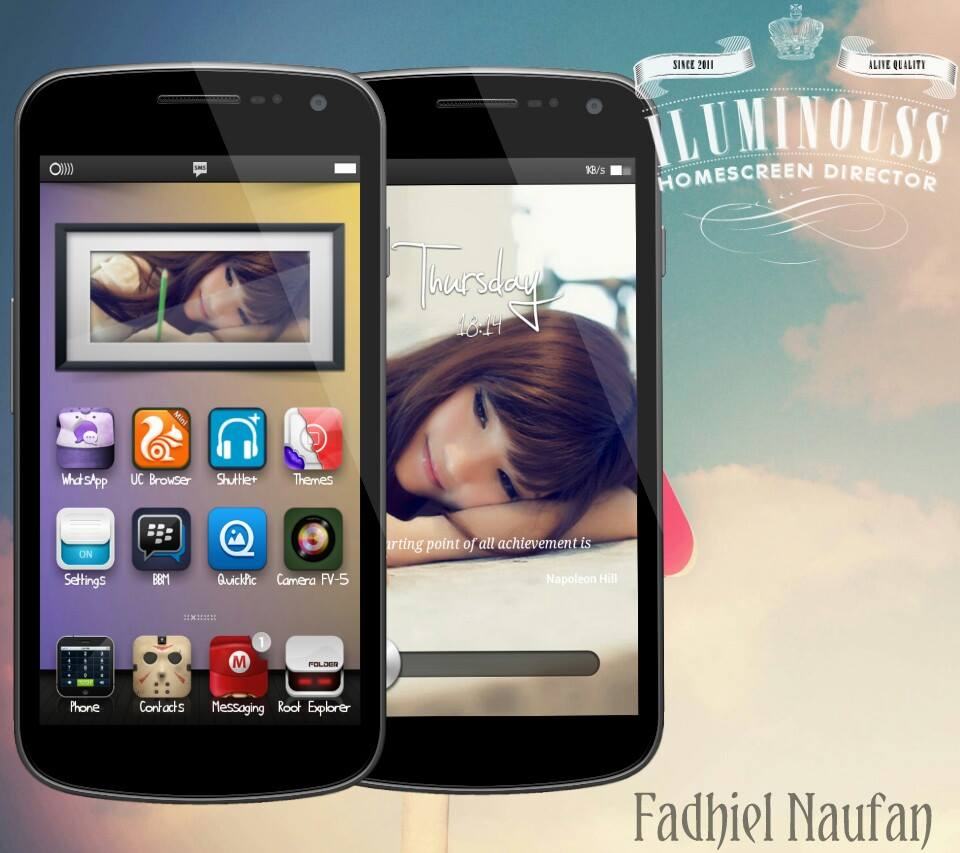 SINCE 2011
ALIVE QUALITY
ILUMINOUSS
HOMESCREEN DIRECTOR
SMS
1KB/S
Thursday
18:14
WhatsApp
UC Browser
Mini
Shuttle+
Themes
ON
Settings
BBM
QuickPic
Camera FV-5
rting point of all achievement is
Napoleon Hill
1
M
FOLDER
Phone
Contacts
Messaging
Root Explorer
Fadhiel Naufan